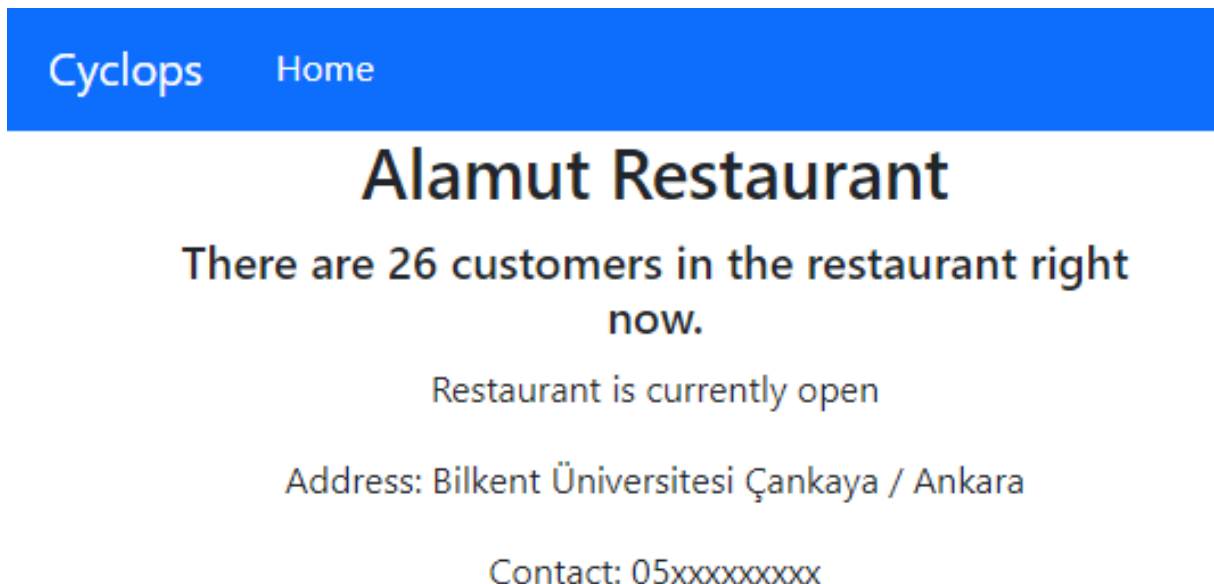 Cyclops Home
Alamut Restaurant
There are 26 customers in the restaurant right
now.
Restaurant is currently open
Address: Bilkent Üniversitesi Çankaya / Ankara
Contact: 05xxxxxxxxx